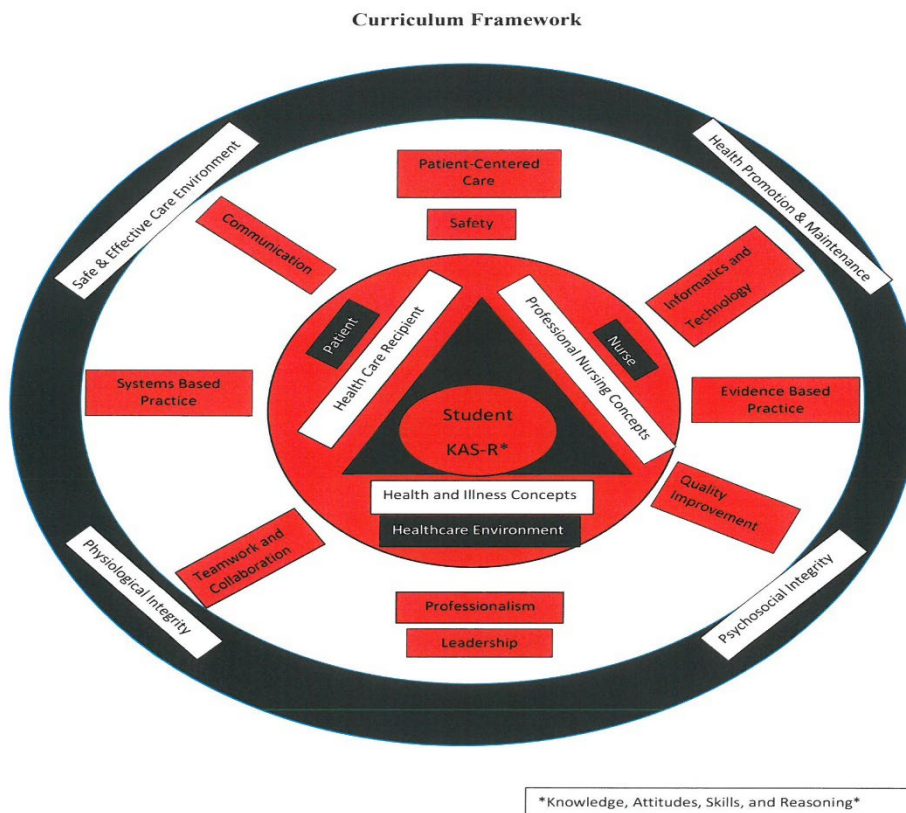 Curriculum Framework
Safe & Effective Care Environment
Health Promotion & Maintenance
Patient-Centered
Care
Safety
Communication
Informatics and
Technology
Patient
Health Care Recipient
Professional Nursing Concepts
Nurse
Systems Based
Practice
Student
KAS-R*
Evidence Based
Practice
Health and Illness Concepts
Healthcare Environment
Quality
Improvement
Teamwork and
Collaboration
Physiological Integrity
Psychosocial Integrity
Professionalism
Leadership
*Knowledge, Attitudes, Skills, and Reasoning*